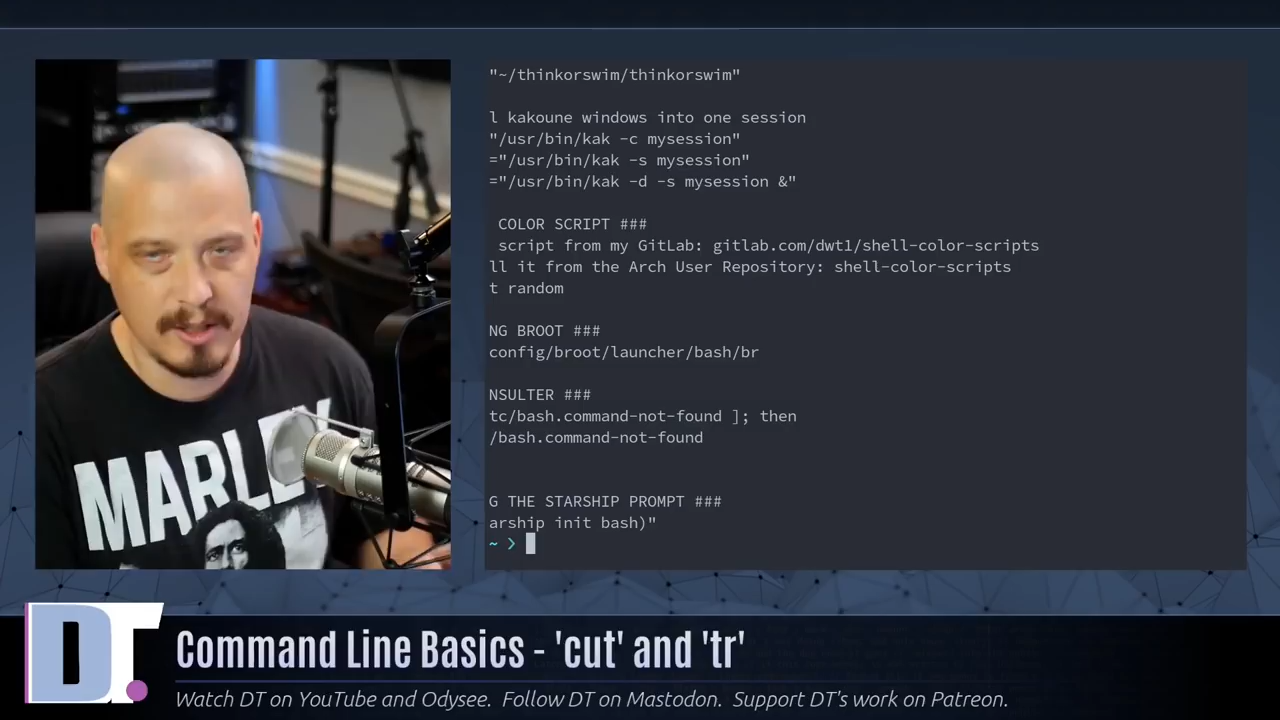 "~/thinkorswim/thinkorswim"
l kakoune windows into one session
"/usr/bin/kak -c mysession"
="/usr/bin/kak -s mysession"
="/usr/bin/kak -d -s mysession &"
COLOR SCRIPT ###
script from my GitLab: gitlab.com/dwt1/shell-color-scripts
ll it from the Arch User Repository: shell-color-scripts
t random
NG BROOT ###
config/broot/launcher/bash/br
NSULTER ###
tc/bash.command-not-found ]; then
/bash.command-not-found
G THE STARSHIP PROMPT ###
arship init bash)"
~ >
MARLEY
DT.
Command Line Basics - 'cut' and 'tr'
Watch DT on YouTube and Odysee. Follow DT on Mastodon. Support DT's work on Patreon.